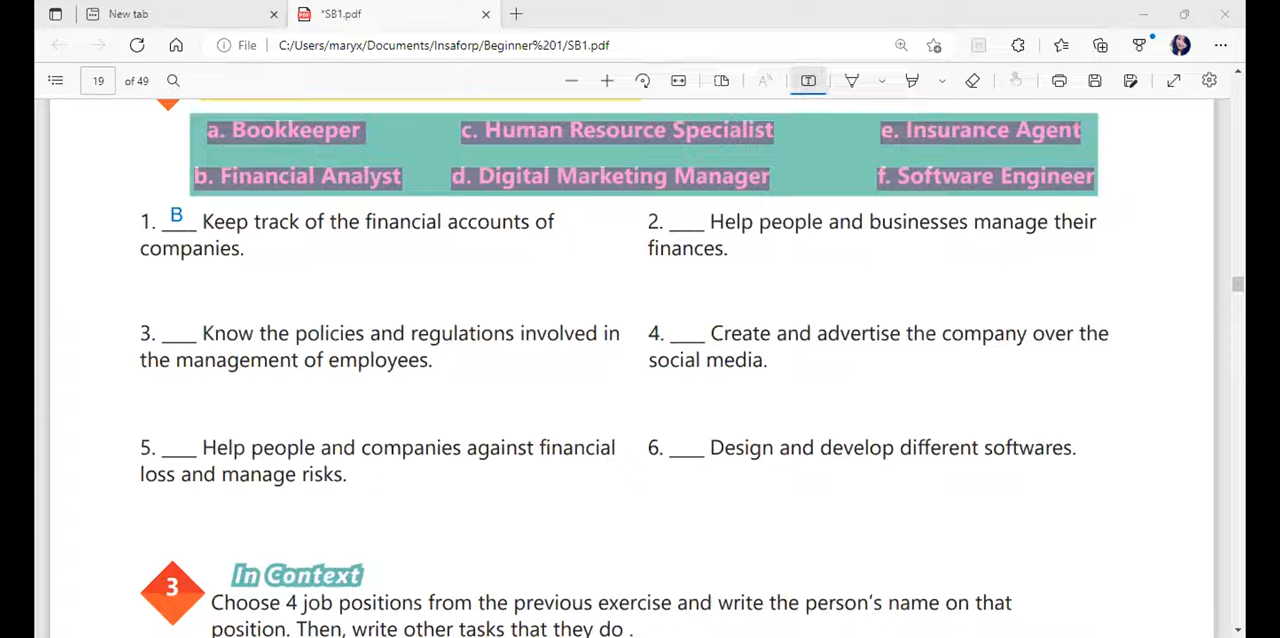 New tab
*SB1.pdf
File C:/Users/maryx/Documents/Insaforp/Beginner%201/SB1.pdf
19 of 49
a. Bookkeeper c. Human Resource Specialist e. Insurance Agent
b. Financial Analyst d. Digital Marketing Manager f. Software Engineer
1. B Keep track of the financial accounts of
companies.
2. ____ Help people and businesses manage their
finances.
3. ____ Know the policies and regulations involved in
the management of employees.
4. ____ Create and advertise the company over the
social media.
5. ____ Help people and companies against financial
loss and manage risks.
6. ____ Design and develop different softwares.
3
In Context
Choose 4 job positions from the previous exercise and write the person's name on that
position. Then, write other tasks that they do .